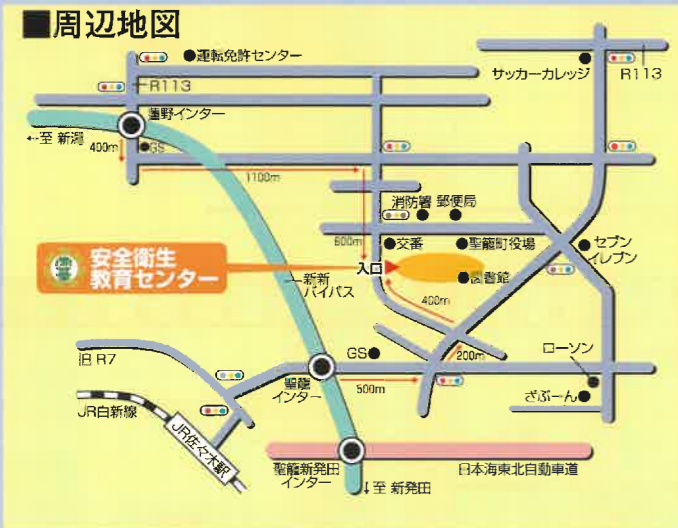 ■周辺地図
●運転免許センター
サッカーカレッジ
R113
R113
蓮野インター
←至 新潟
400m
GS
1100m
消防署 郵便局
600m
交番
聖籠町役場
セブン
イレブン
安全衛生
教育センター
入口
図書館
新新
バイパス
400m
旧 R7
GS
200m
ローソン
聖籠
インター
500m
ざぶーん
JR白新線
JR佐々木駅
聖籠新発田
インター
日本海東北自動車道
↓至 新発田